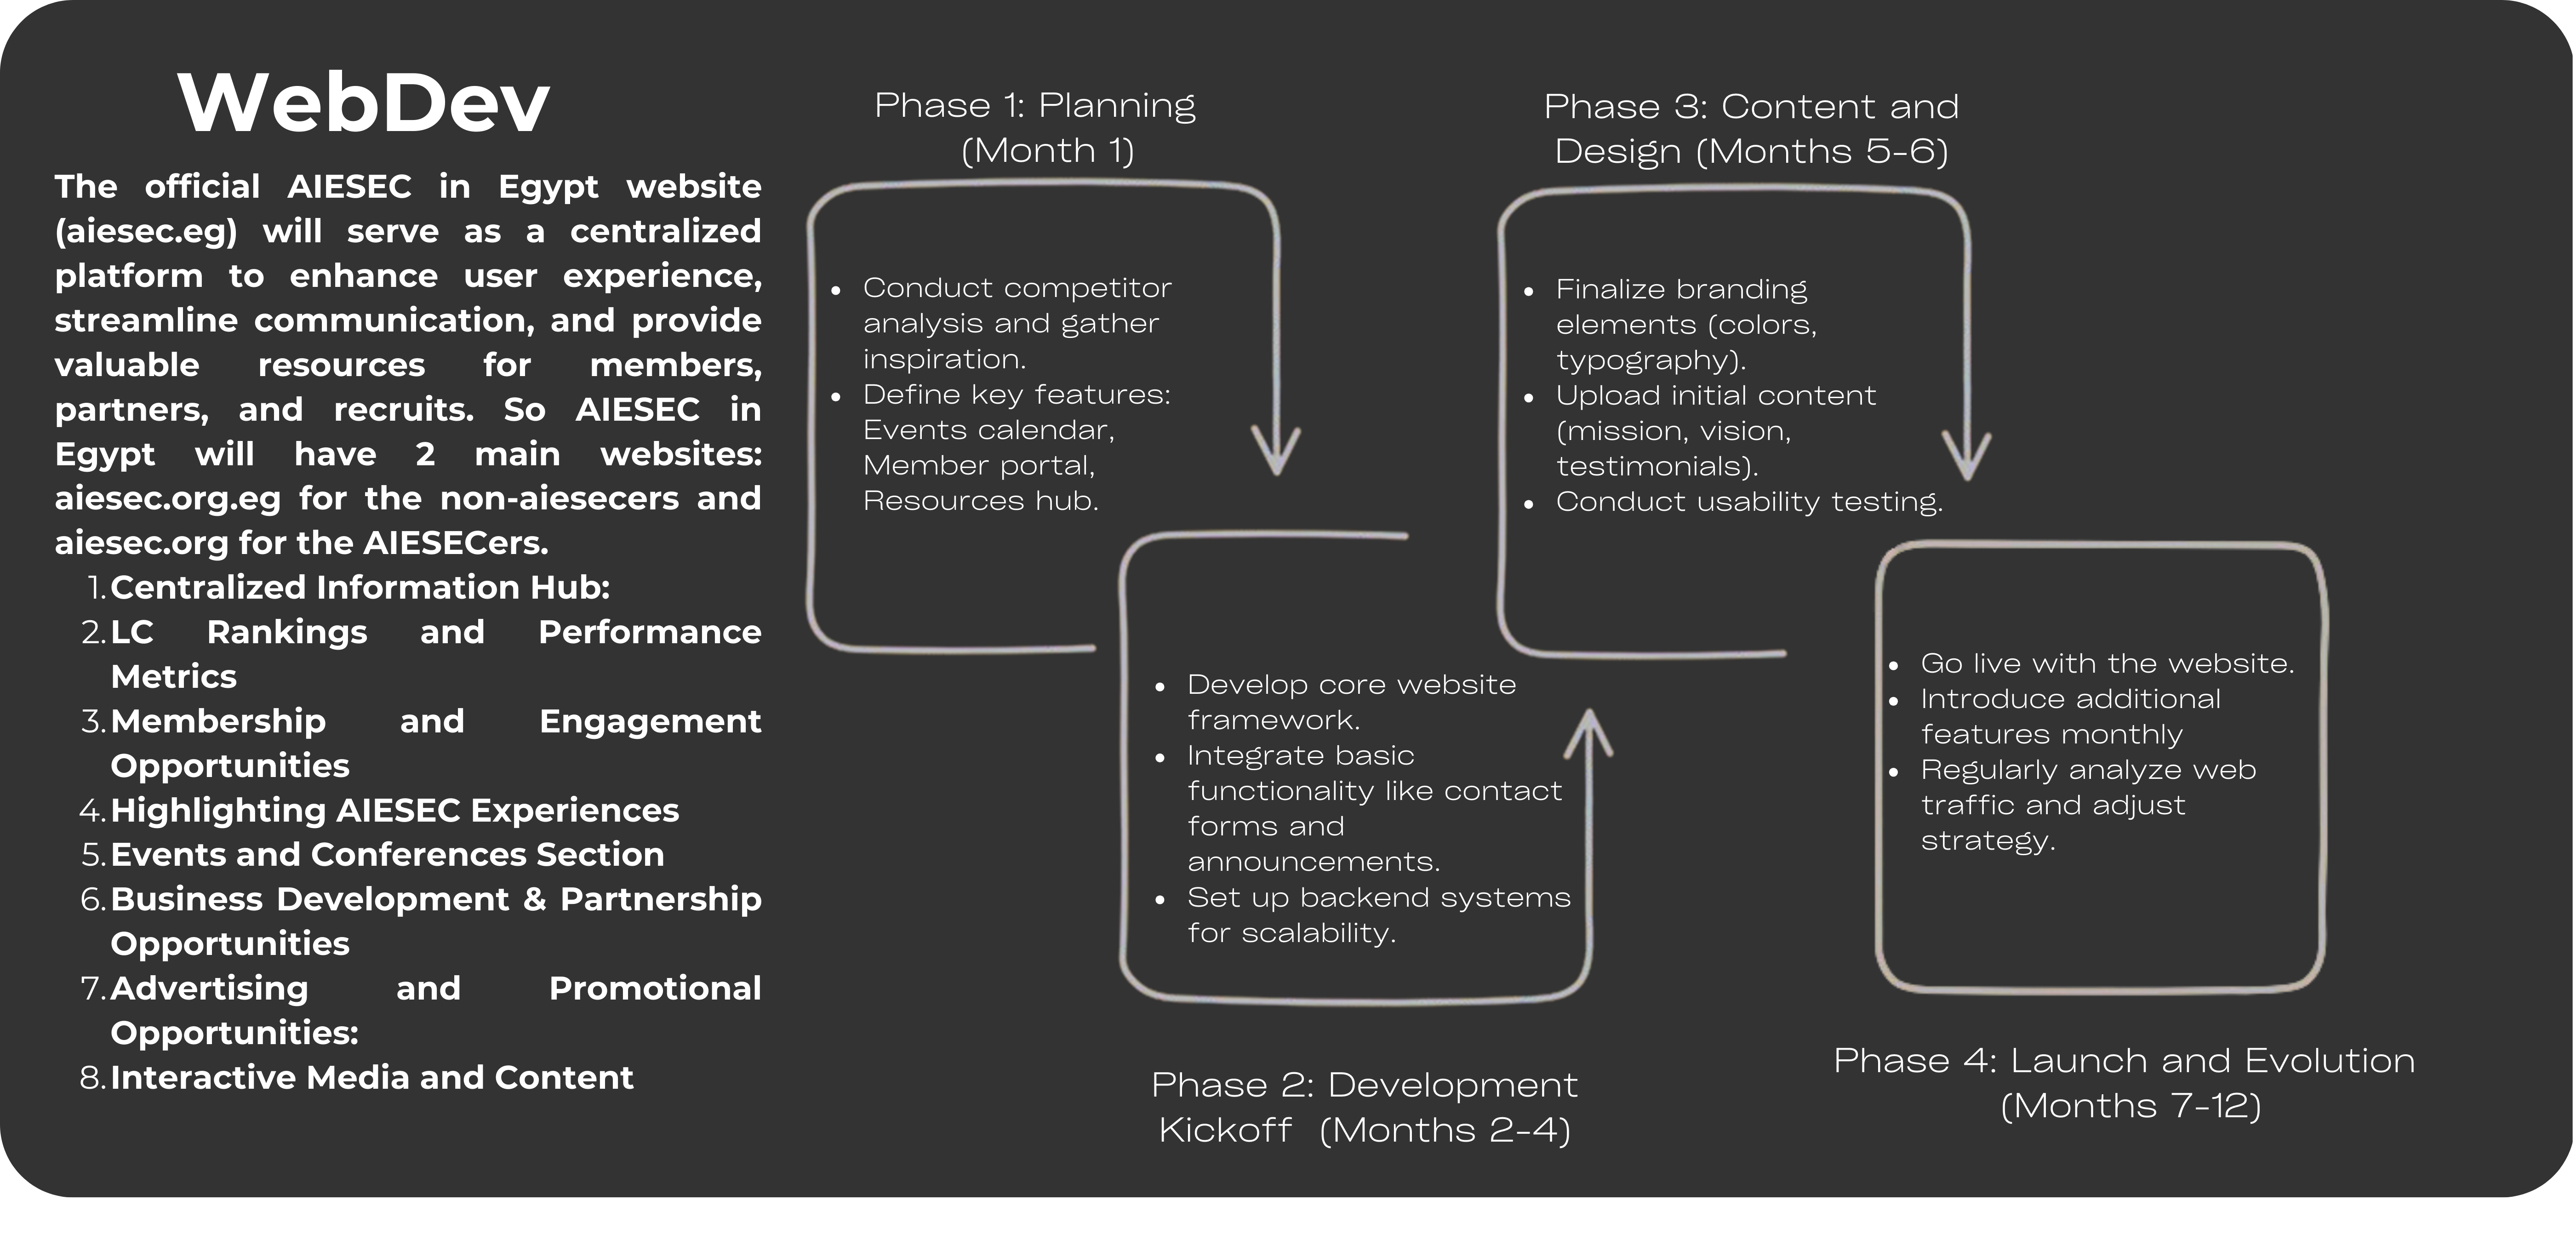 WebDev
The official AIESEC in Egypt website
(aiesec.eg) will serve as a centralized
platform to enhance user experience,
streamline communication, and provide
valuable resources for members,
partners, and recruits. So AIESEC in
Egypt will have 2 main websites:
aiesec.org.eg for the non-aiesecers and
aiesec.org for the AIESECers.
1. Centralized Information Hub:
2. LC Rankings and Performance
Metrics
3. Membership and Engagement
Opportunities
4. Highlighting AIESEC Experiences
5. Events and Conferences Section
6. Business Development & Partnership
Opportunities
7. Advertising and Promotional
Opportunities:
8. Interactive Media and Content
Phase 1: Planning
(Month 1)
• Conduct competitor
analysis and gather
inspiration.
• Define key features:
Events calendar,
Member portal,
Resources hub.
• Develop core website
framework.
• Integrate basic
functionality like contact
forms and
announcements.
• Set up backend systems
for scalability.
Phase 2: Development
Kickoff (Months 2-4)
Phase 3: Content and
Design (Months 5-6)
• Finalize branding
elements (colors,
typography).
• Upload initial content
(mission, vision,
testimonials).
• Conduct usability testing.
• Go live with the website.
• Introduce additional
features monthly
• Regularly analyze web
traffic and adjust
strategy.
Phase 4: Launch and Evolution
(Months 7-12)